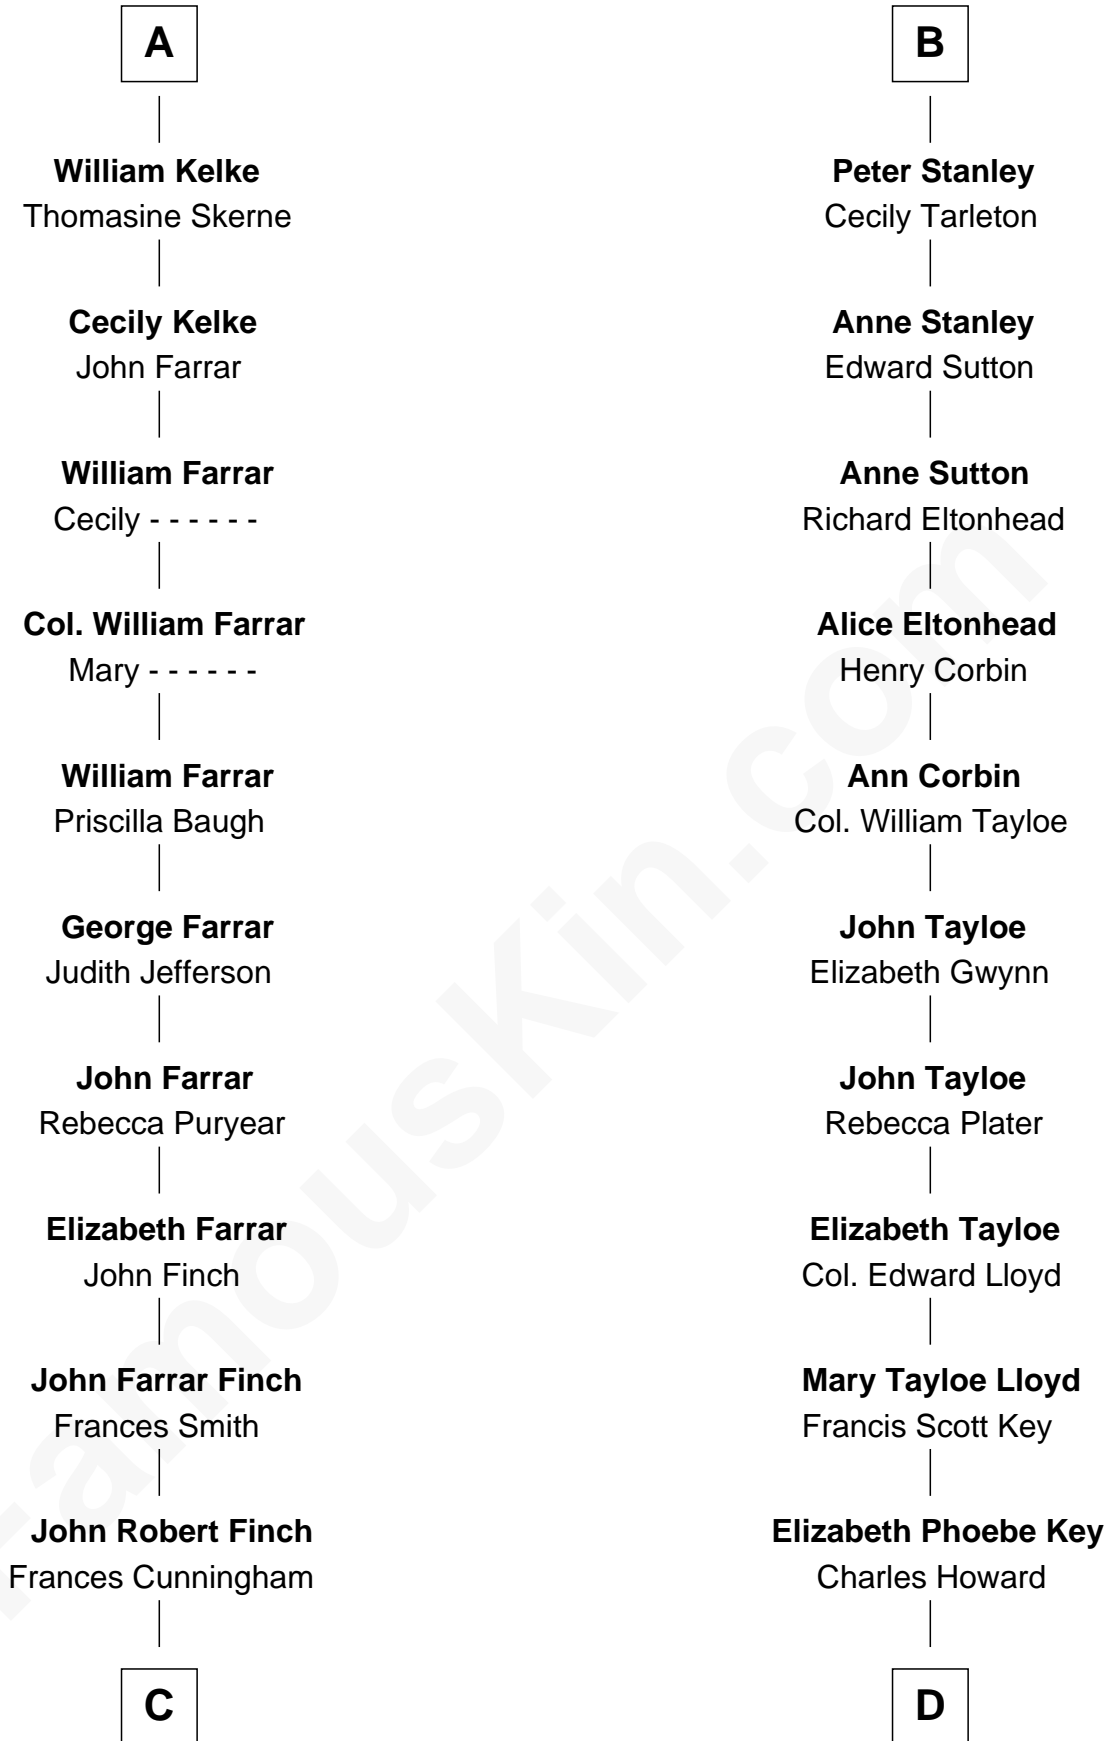 A
William Kelke
Thomasine Skerne
Cecily Kelke
John Farrar
William Farrar
Cecily - - - - - -
Col. William Farrar
Mary - - - - - -
William Farrar
Priscilla Baugh
George Farrar
Judith Jefferson
John Farrar
Rebecca Puryear
Elizabeth Farrar
John Finch
John Farrar Finch
Frances Smith
John Robert Finch
Frances Cunningham
C
B
Peter Stanley
Cecily Tarleton
Anne Stanley
Edward Sutton
Anne Sutton
Richard Eltonhead
Alice Eltonhead
Henry Corbin
Ann Corbin
Col. William Tayloe
John Tayloe
Elizabeth Gwynn
John Tayloe
Rebecca Plater
Elizabeth Tayloe
Col. Edward Lloyd
Mary Tayloe Lloyd
Francis Scott Key
Elizabeth Phoebe Key
Charles Howard
D
FamousKin.com